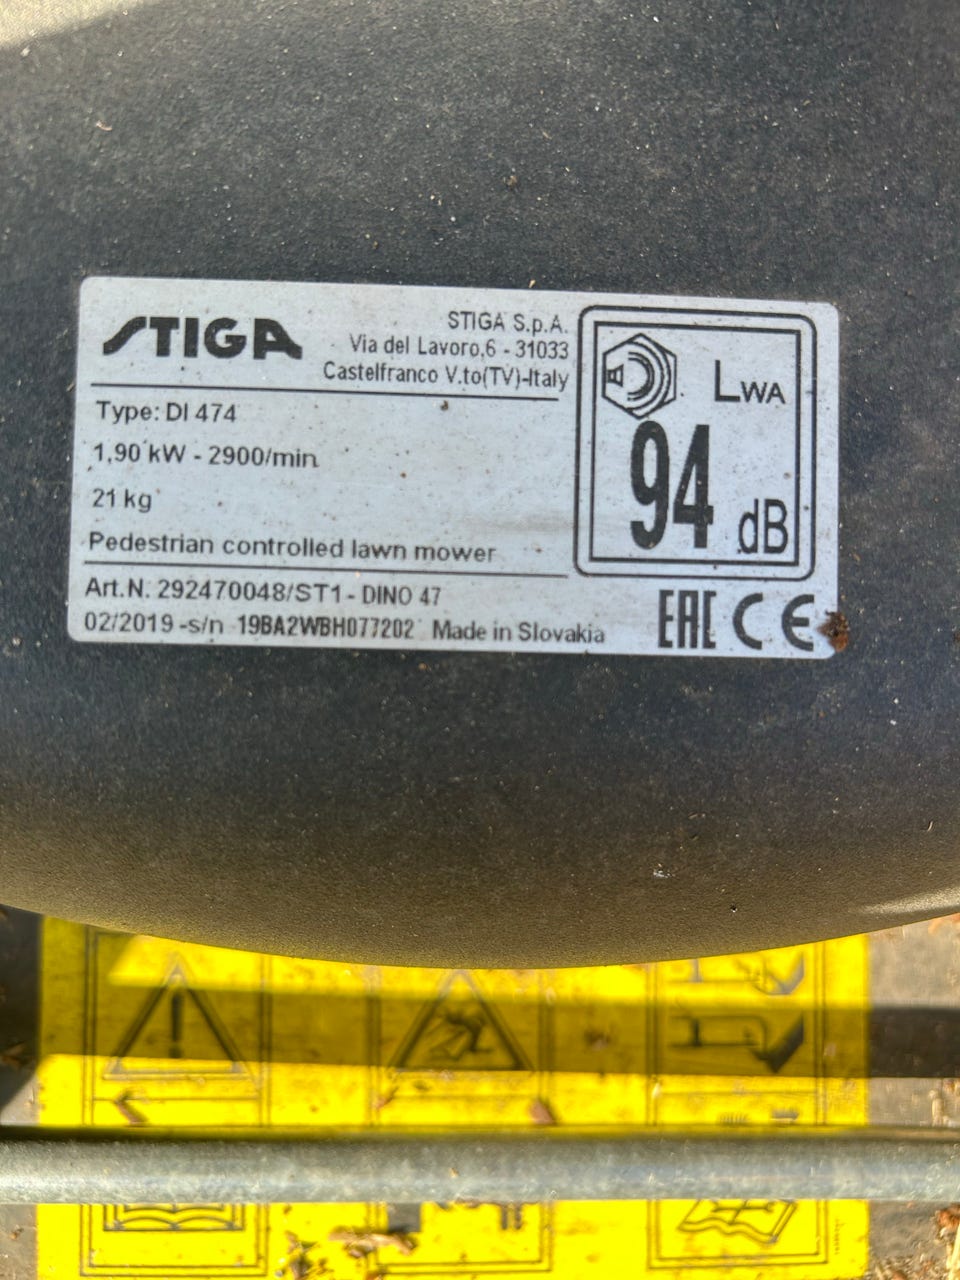 STIGA
STIGA S.p.A.
Via del Lavoro,6 - 31033
Castelfranco V.to(TV)-Italy
Type: DI 474
1,90 kW - 2900/min
21 kg
Pedestrian controlled lawn mower
Art.N. 292470048/ST1 - DINO 47
02/2019 -s/n 19BA2WBH077202 Made in Slovakia
LWA
94 dB
EAC CE